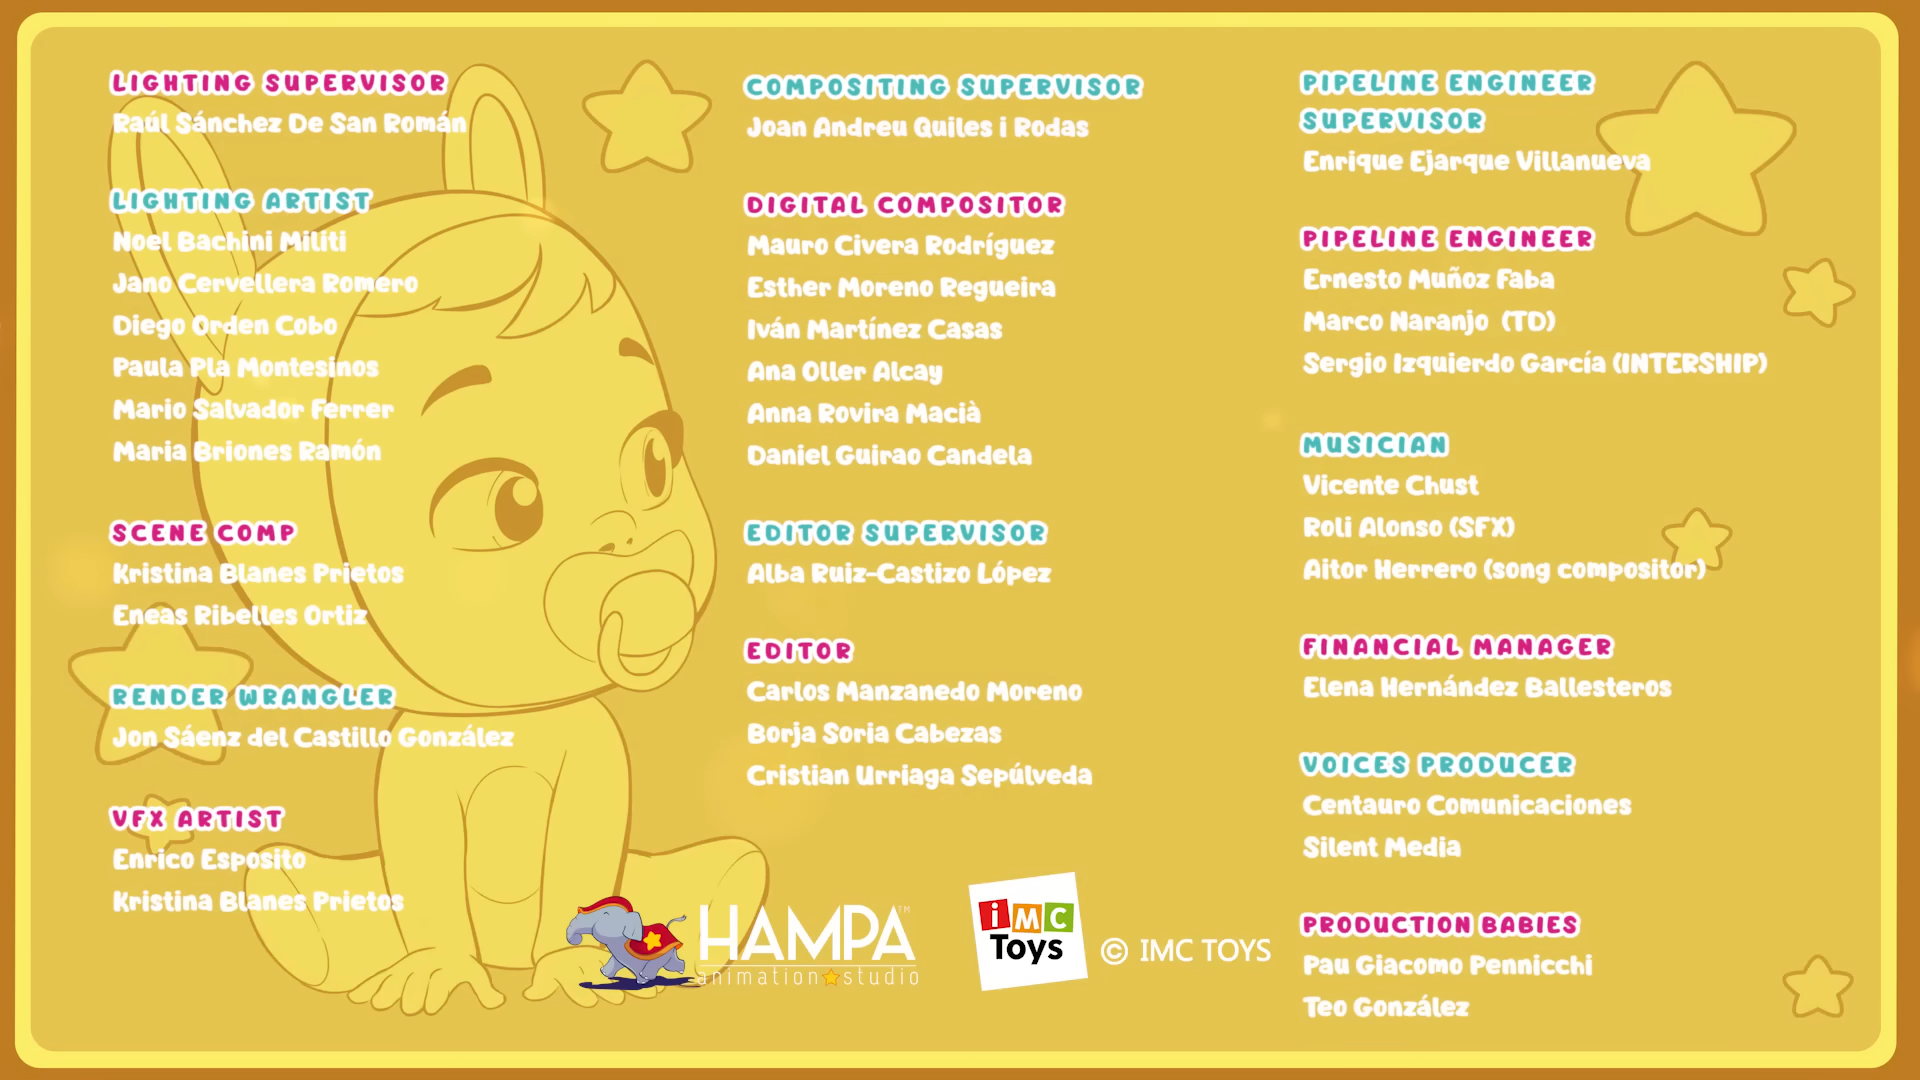 LIGHTING SUPERVISOR
Raúl Sánchez De San Román
LIGHTING ARTIST
Noel Bachini Militi
Jano Cervellera Romero
Diego Orden Cobo
Paula Pla Montesinos
Mario Salvador Ferrer
Maria Briones Ramón
SCENE COMP
Kristina Blanes Prietos
Eneas Ribelles Ortiz
RENDER WRANGLER
Jon Sáenz del Castillo González
VFX ARTIST
Enrico Esposito
Kristina Blanes Prietos
COMPOSITING SUPERVISOR
Joan Andreu Quiles i Rodas
DIGITAL COMPOSITOR
Mauro Civera Rodríguez
Esther Moreno Regueira
Iván Martínez Casas
Ana Oller Alcay
Anna Rovira Macià
Daniel Guirao Candela
EDITOR SUPERVISOR
Alba Ruiz-Castizo López
EDITOR
Carlos Manzanedo Moreno
Borja Soria Cabezas
Cristian Urriaga Sepúlveda
HAMPA™
animation studio
iMC
Toys
© IMC TOYS
PIPELINE ENGINEER
SUPERVISOR
Enrique Ejarque Villanueva
PIPELINE ENGINEER
Ernesto Muñoz Faba
Marco Naranjo (TD)
Sergio Izquierdo García (INTERSHIP)
MUSICIAN
Vicente Chust
Roli Alonso (SFX)
Aitor Herrero (song compositor)
FINANCIAL MANAGER
Elena Hernández Ballesteros
VOICES PRODUCER
Centauro Comunicaciones
Silent Media
PRODUCTION BABIES
Pau Giacomo Pennicchi
Teo González